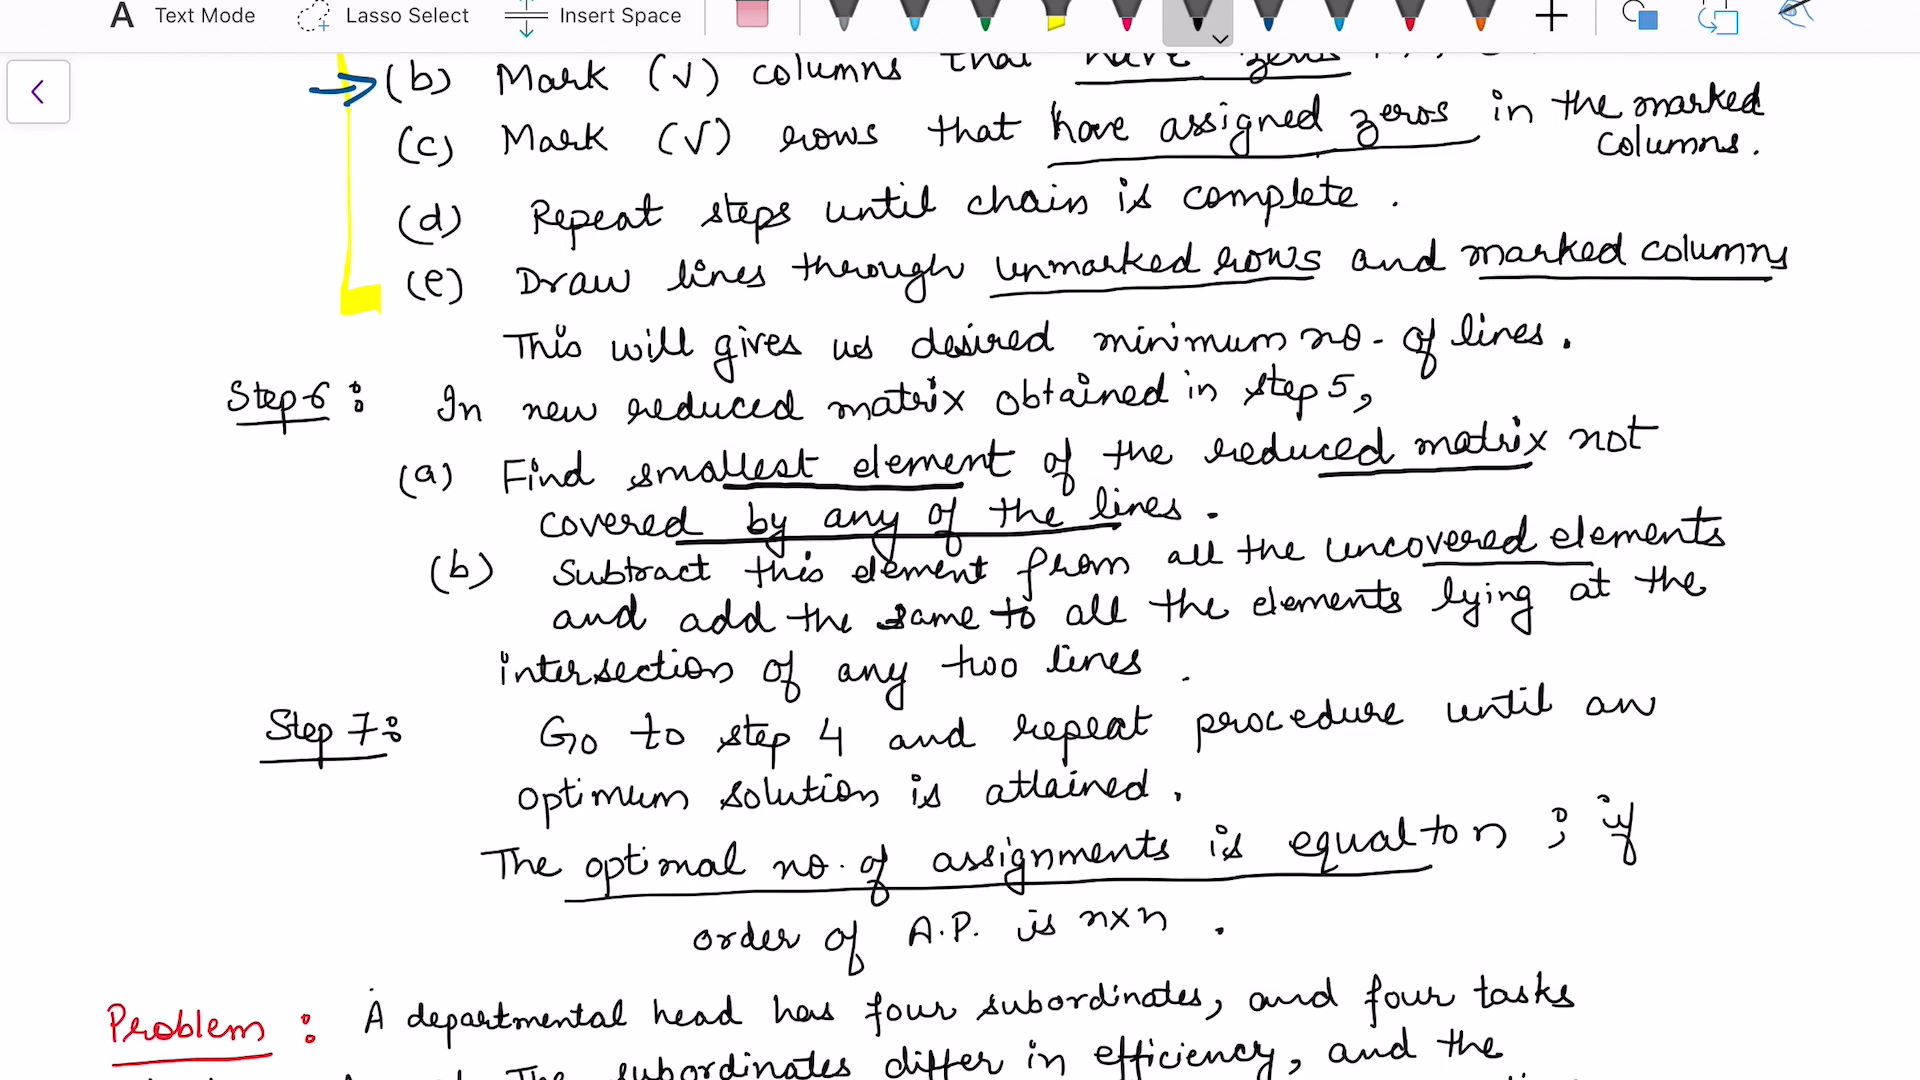 Text Mode Lasso Select Insert Space
(b) Mark (√) columns that have zeros
(c) Mark (√) rows that have assigned zeros in the marked
columns.
(d) Repeat steps until chain is complete.
(e) Draw lines through unmarked rows and marked columns
This will gives us desired minimum no. of lines.
Step 6: In new reduced matrix obtained in step 5,
(a) Find smallest element of the reduced matrix not
covered by any of the lines.
(b) Subtract this element from all the uncovered elements
and add the same to all the elements lying at the
intersection of any two lines.
Step 7: Go to step 4 and repeat procedure until an
optimum solution is attained.
The optimal no. of assignments is equal to n ; if
order of A.P. is n×n.
Problem: A departmental head has four subordinates, and four tasks
The subordinates differ in efficiency, and the